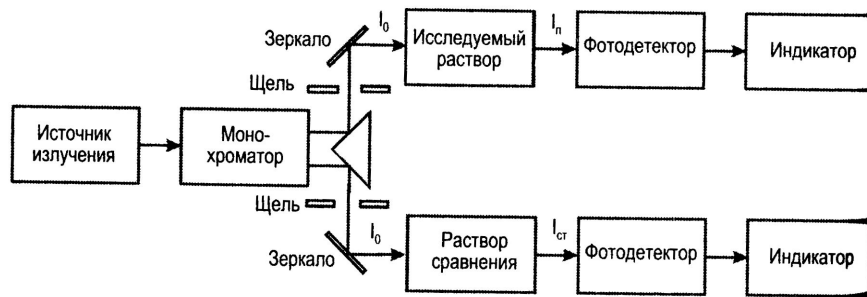 Зеркало
I₀
Исследуемый
раствор
Iп
Фотодетектор
Индикатор
Щель
Источник
излучения
Моно-
хроматор
Щель
Зеркало
I₀
Раствор
сравнения
Iст
Фотодетектор
Индикатор